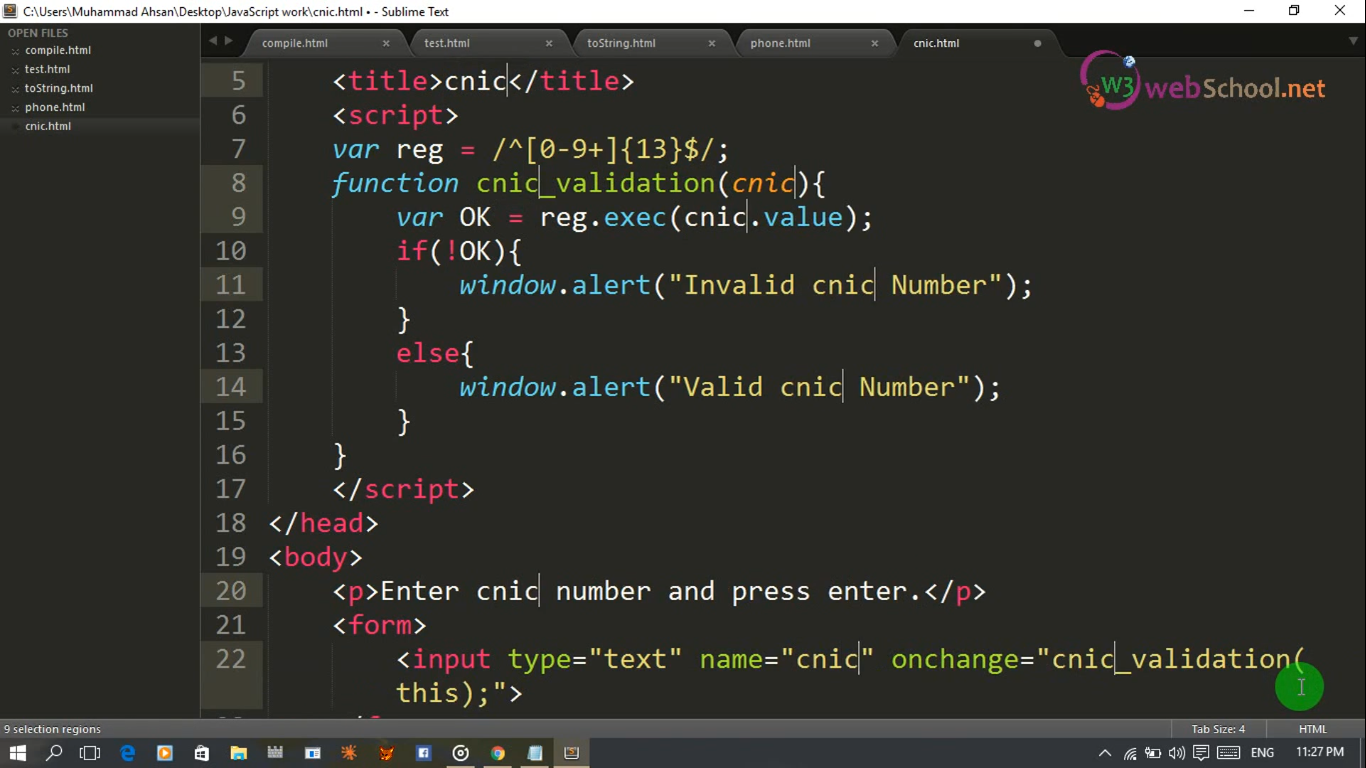 C:\Users\Muhammad Ahsan\Desktop\JavaScript work\cnic.html • - Sublime Text
OPEN FILES
compile.html
test.html
toString.html
phone.html
cnic.html
compile.html test.html toString.html phone.html cnic.html
W3 webSchool.net
5 <title>cnic</title>
6 <script>
7 var reg = /^[0-9+]{13}$/;
8 function cnic_validation(cnic){
9 var OK = reg.exec(cnic.value);
10 if(!OK){
11 window.alert("Invalid cnic Number");
12 }
13 else{
14 window.alert("Valid cnic Number");
15 }
16 }
17 </script>
18 </head>
19 <body>
20 <p>Enter cnic number and press enter.</p>
21 <form>
22 <input type="text" name="cnic" onchange="cnic_validation(
this);">
9 selection regions
Tab Size: 4
HTML
ENG
11:27 PM